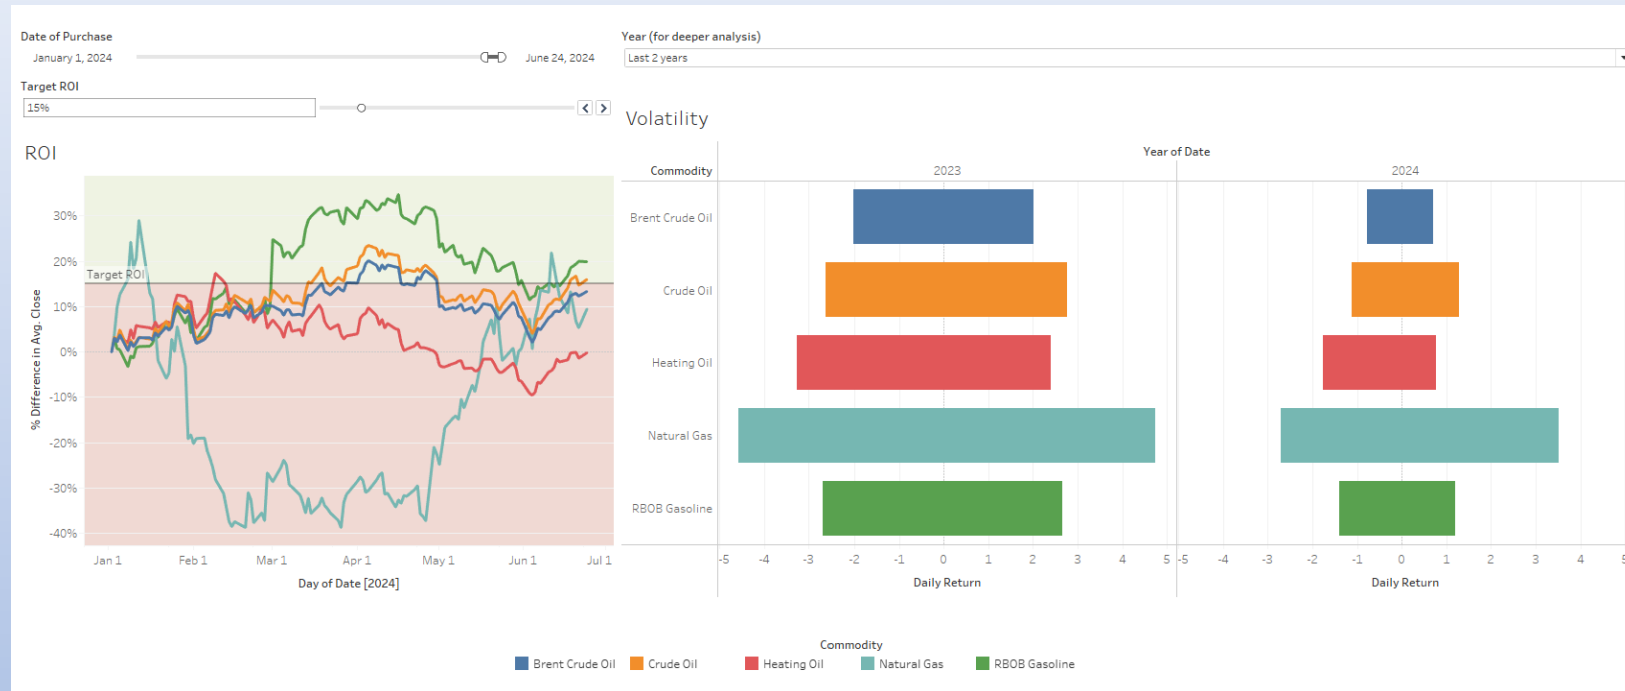 Date of Purchase
January 1, 2024
June 24, 2024
Target ROI
15%
Year (for deeper analysis)
Last 2 years
ROI
Target ROI
% Difference in Avg. Close
30%
20%
10%
0%
-10%
-20%
-30%
-40%
Jan 1 Feb 1 Mar 1 Apr 1 May 1 Jun 1 Jul 1
Day of Date [2024]
Volatility
Year of Date
Commodity 2023 2024
Brent Crude Oil
Crude Oil
Heating Oil
Natural Gas
RBOB Gasoline
-5 -4 -3 -2 -1 0 1 2 3 4 5 -5 -4 -3 -2 -1 0 1 2 3 4 5
Daily Return Daily Return
Commodity
Brent Crude Oil Crude Oil Heating Oil Natural Gas RBOB Gasoline